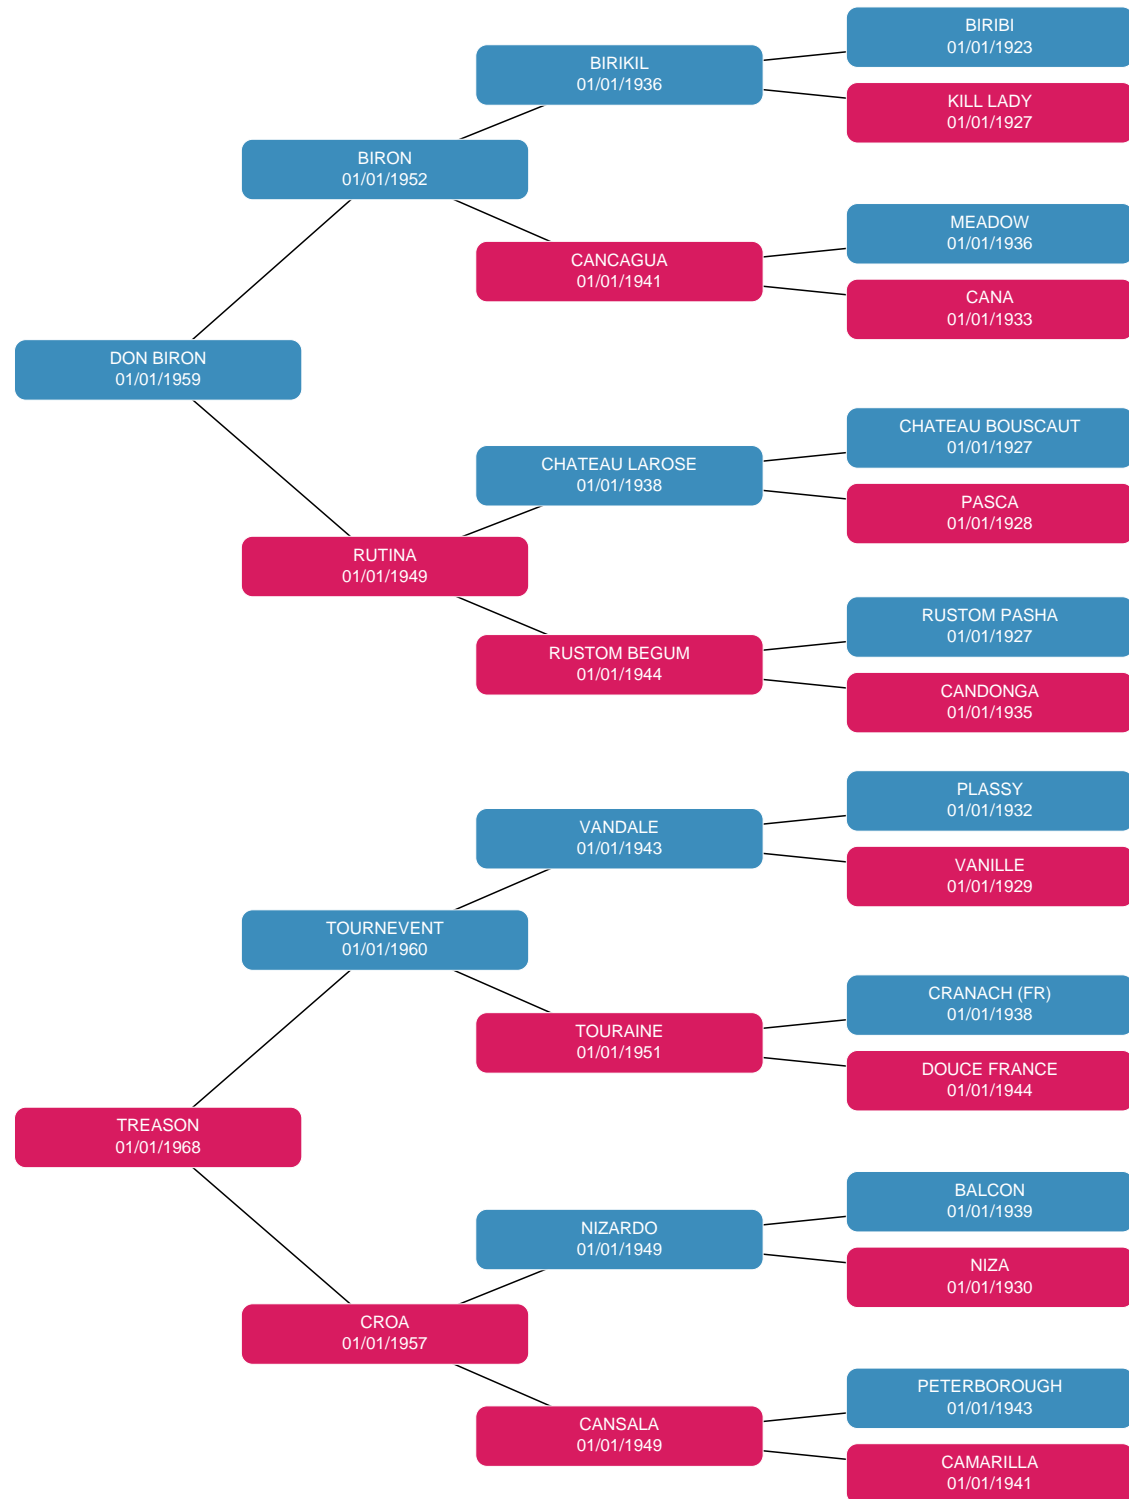 BIRIBI
01/01/1923
BIRIKIL
01/01/1936
KILL LADY
01/01/1927
BIRON
01/01/1952
MEADOW
01/01/1936
CANCAGUA
01/01/1941
CANA
01/01/1933
DON BIRON
01/01/1959
CHATEAU BOUSCAUT
01/01/1927
CHATEAU LAROSE
01/01/1938
PASCA
01/01/1928
RUTINA
01/01/1949
RUSTOM PASHA
01/01/1927
RUSTOM BEGUM
01/01/1944
CANDONGA
01/01/1935
PLASSY
01/01/1932
VANDALE
01/01/1943
VANILLE
01/01/1929
TOURNEVENT
01/01/1960
CRANACH (FR)
01/01/1938
TOURAINE
01/01/1951
DOUCE FRANCE
01/01/1944
TREASON
01/01/1968
BALCON
01/01/1939
NIZARDO
01/01/1949
NIZA
01/01/1930
CROA
01/01/1957
PETERBOROUGH
01/01/1943
CANSALA
01/01/1949
CAMARILLA
01/01/1941